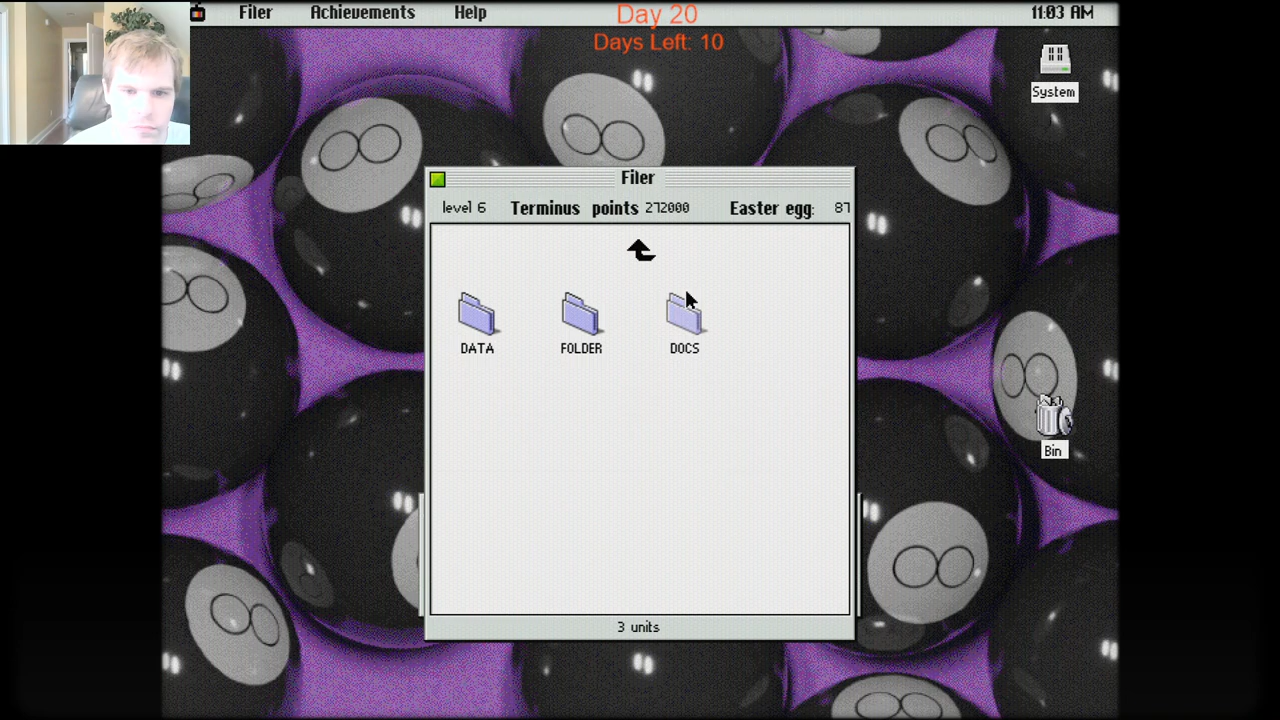 Filer Achievements Help
Day 20
11:03 AM
Days Left: 10
System
Filer
level 6 Terminus points 272000 Easter egg: 87
DATA FOLDER DOCS
Bin
3 units